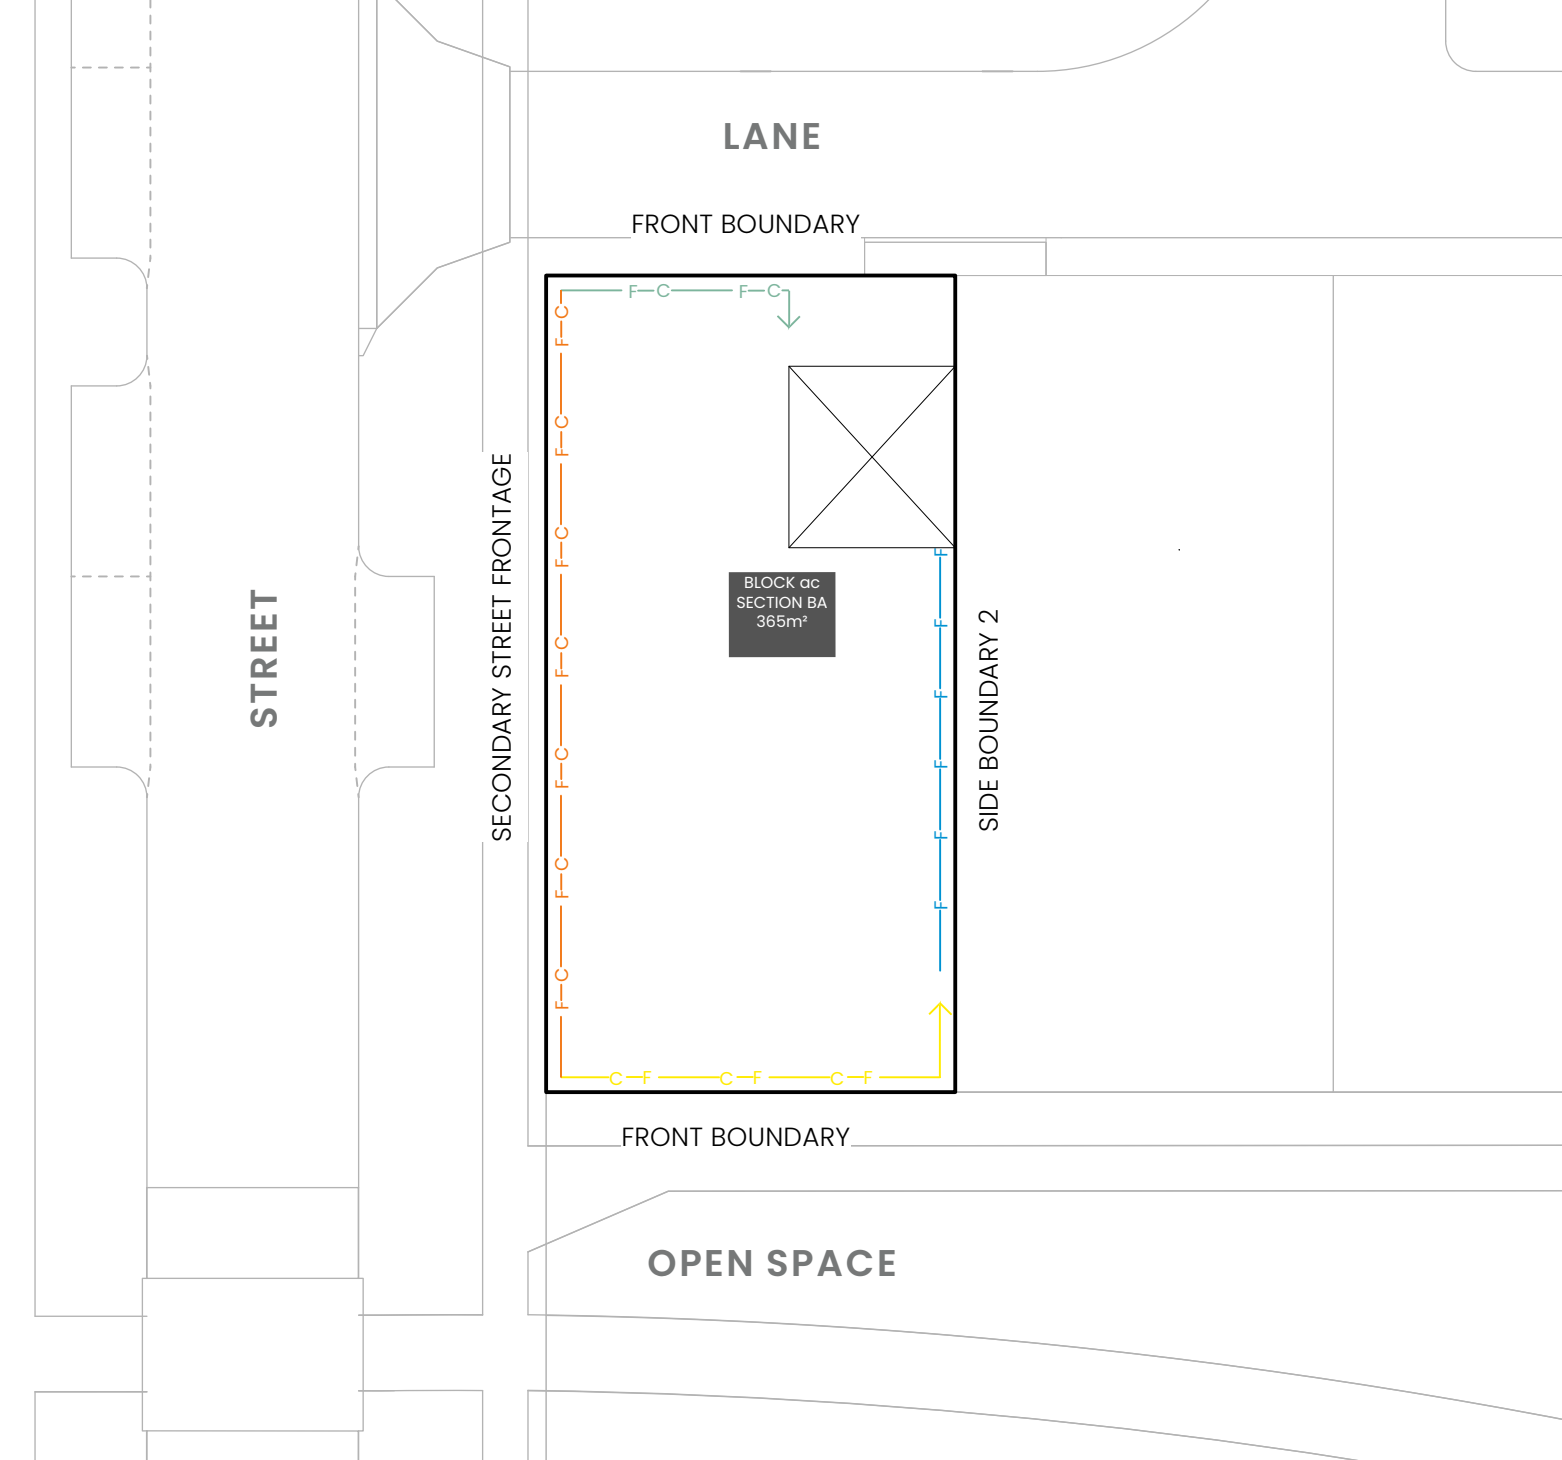 LANE
FRONT BOUNDARY
F C F C
C F C F C F C F C F C F C F
SECONDARY STREET FRONTAGE
STREET
BLOCK ac
SECTION BA
365m²
F F F F F F
SIDE BOUNDARY 2
C F C F C F
FRONT BOUNDARY
OPEN SPACE